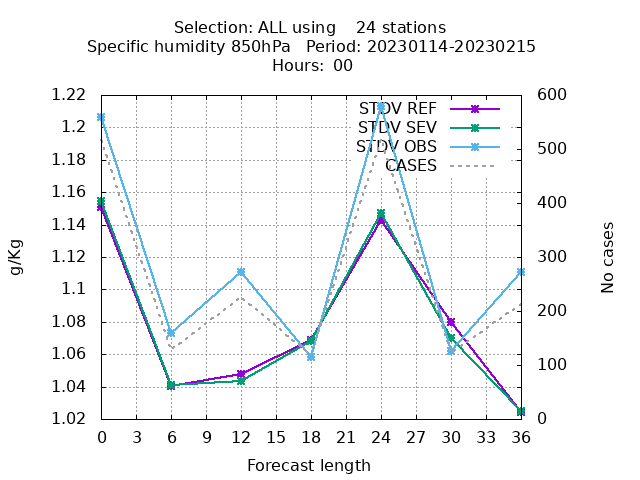 Selection: ALL using    24 stations
Specific humidity 850hPa   Period: 20230114-20230215
Hours:  00
STDV REF
STDV SEV
STDV OBS
CASES
1.22
1.2
1.18
1.16
1.14
1.12
1.1
1.08
1.06
1.04
1.02
g/Kg
600
500
400
300
200
100
0
No cases
0 3 6 9 12 15 18 21 24 27 30 33 36
Forecast length